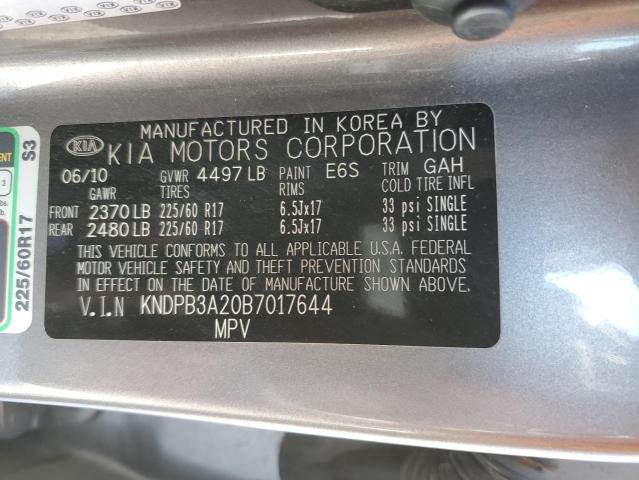 MANUFACTURED IN KOREA BY
KIA KIA MOTORS CORPORATION
06/10 GVWR 4497 LB PAINT E6S TRIM GAH
GAWR TIRES RIMS COLD TIRE INFL
FRONT 2370 LB 225/60 R17 6.5J×17 33 psi SINGLE
REAR 2480 LB 225/60 R17 6.5J×17 33 psi SINGLE
THIS VEHICLE CONFORMS TO ALL APPLICABLE U.S.A. FEDERAL
MOTOR VEHICLE SAFETY AND THEFT PREVENTION STANDARDS
IN EFFECT ON THE DATE OF MANUFACTURE SHOWN ABOVE.
V.I.N KNDPB3A20B7017644
MPV
225/60R17 S3